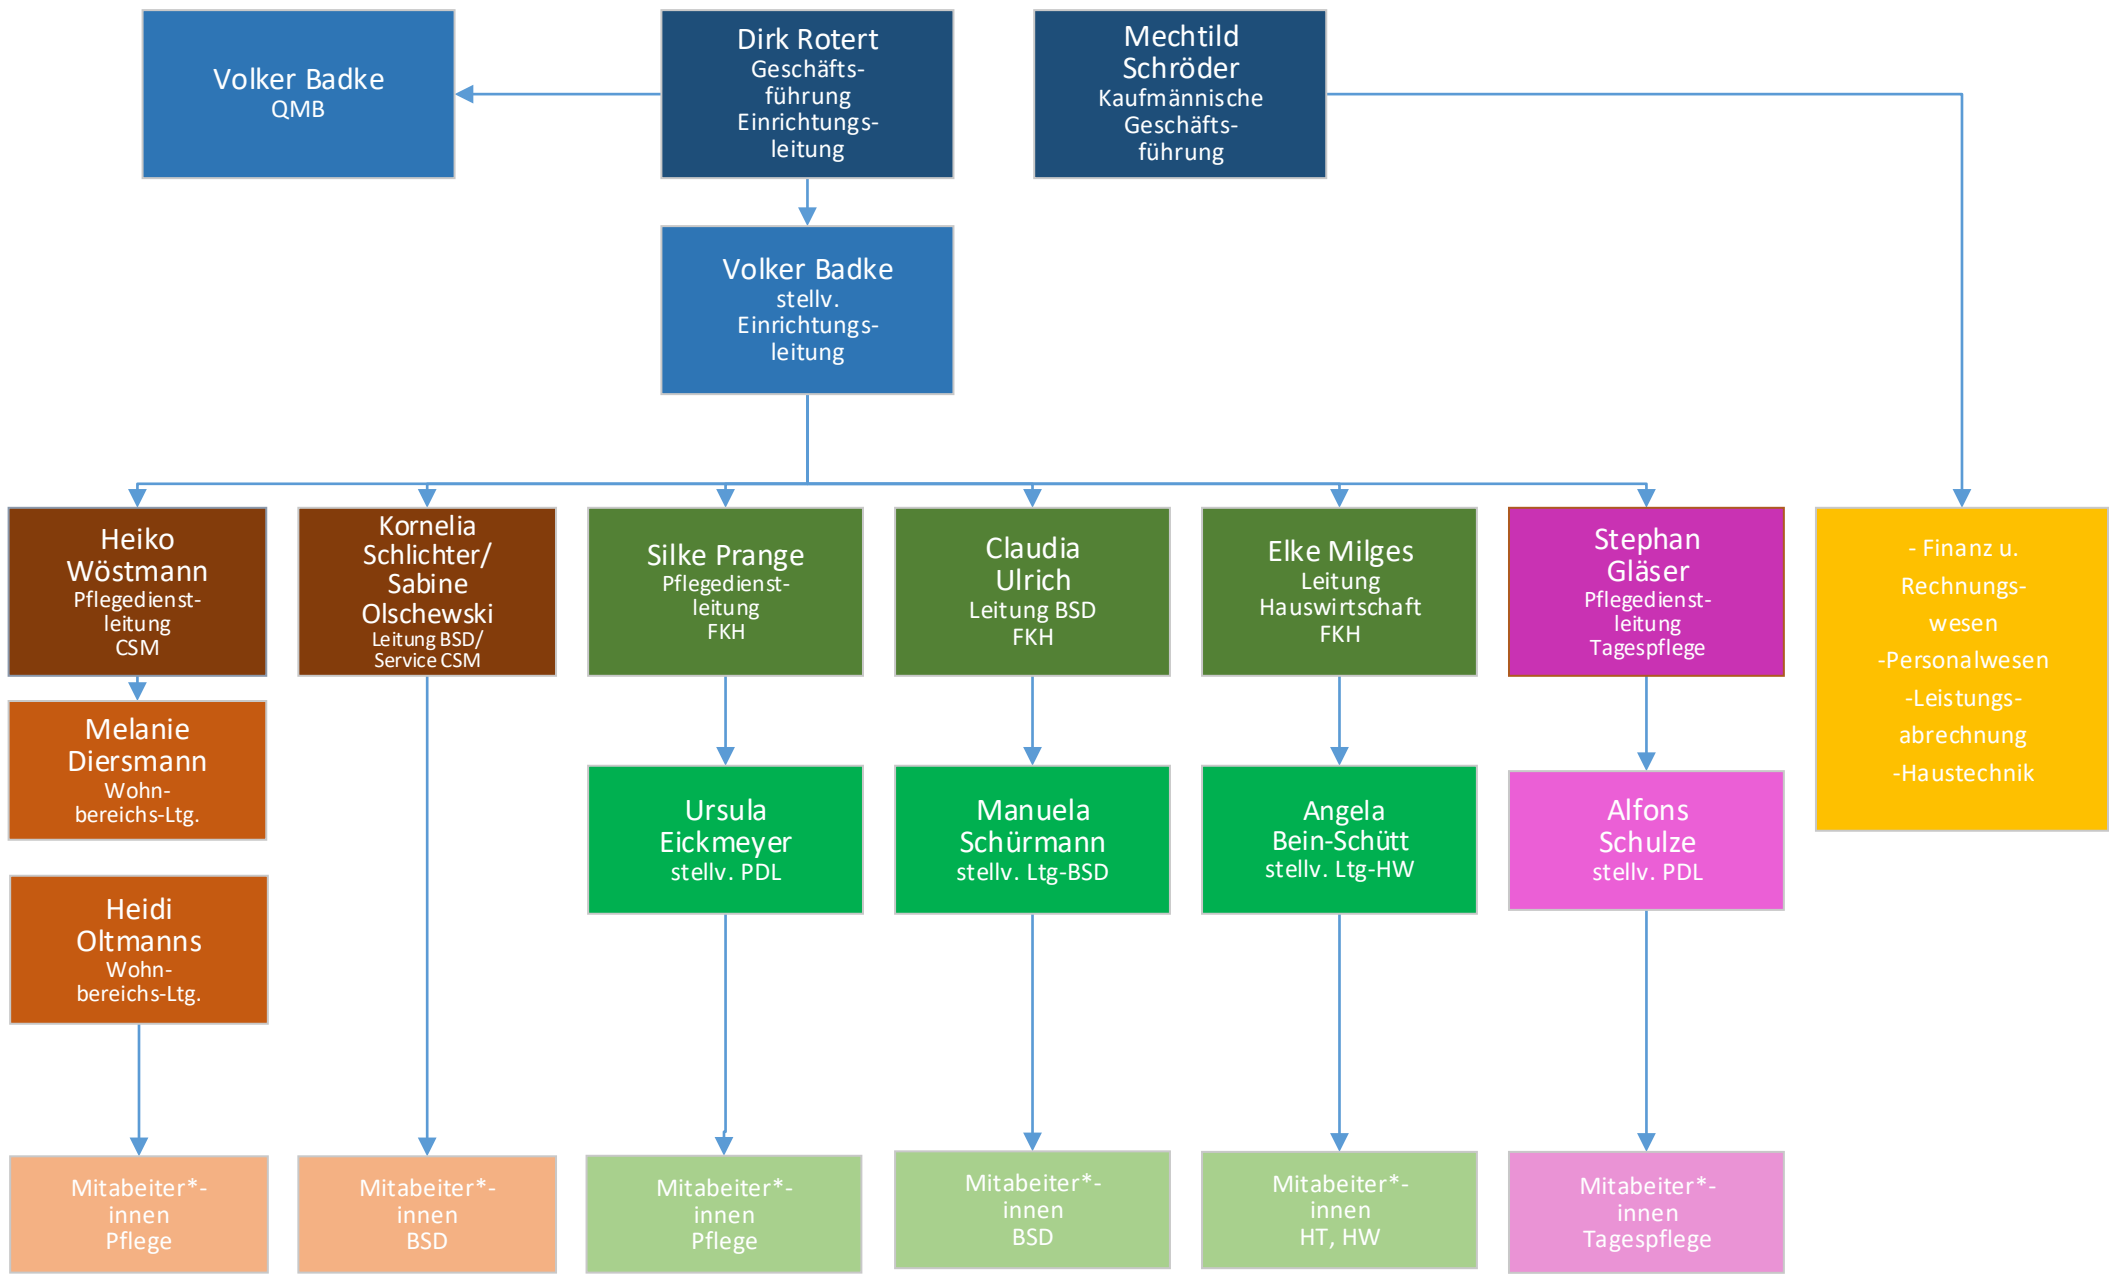 Volker Badke
QMB
Dirk Rotert
Geschäfts-
führung
Einrichtungs-
leitung
Mechtild
Schröder
Kaufmännische
Geschäfts-
führung
Volker Badke
stellv.
Einrichtungs-
leitung
Heiko
Wöstmann
Pflegedienst-
leitung
CSM
Kornelia
Schlichter/
Sabine
Olschewski
Leitung BSD/
Service CSM
Silke Prange
Pflegedienst-
leitung
FKH
Claudia
Ulrich
Leitung BSD
FKH
Elke Milges
Leitung
Hauswirtschaft
FKH
Stephan
Gläser
Pflegedienst-
leitung
Tagespflege
- Finanz u.
Rechnungs-
wesen
-Personalwesen
-Leistungs-
abrechnung
-Haustechnik
Melanie
Diersmann
Wohn-
bereichs-Ltg.
Ursula
Eickmeyer
stellv. PDL
Manuela
Schürmann
stellv. Ltg-BSD
Angela
Bein-Schütt
stellv. Ltg-HW
Alfons
Schulze
stellv. PDL
Heidi
Oltmanns
Wohn-
bereichs-Ltg.
Mitabeiter*-
innen
Pflege
Mitabeiter*-
innen
BSD
Mitabeiter*-
innen
Pflege
Mitabeiter*-
innen
BSD
Mitabeiter*-
innen
HT, HW
Mitabeiter*-
innen
Tagespflege